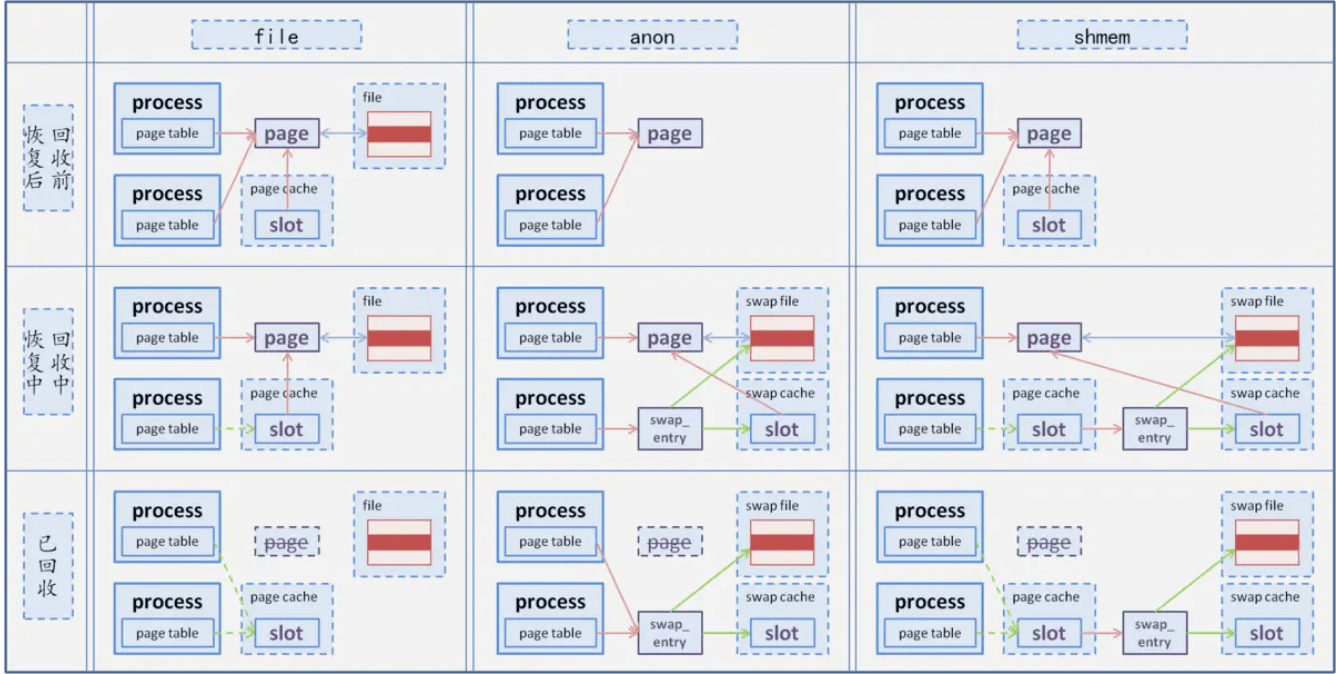 file
anon
shmem
回收前
恢复后
process
page table
page
file
process
page table
page cache
slot
process
page table
page
process
page table
process
page table
page
process
page table
page cache
slot
回收中
恢复中
process
page table
page
file
process
page table
page cache
slot
process
page table
page
swap file
process
page table
swap_
entry
swap cache
slot
process
page table
page
swap file
process
page table
page cache
slot
swap_
entry
swap cache
slot
已回收
process
page table
page
file
process
page table
page cache
slot
process
page table
page
swap file
process
page table
swap_
entry
swap cache
slot
process
page table
page
swap file
process
page table
page cache
slot
swap_
entry
swap cache
slot